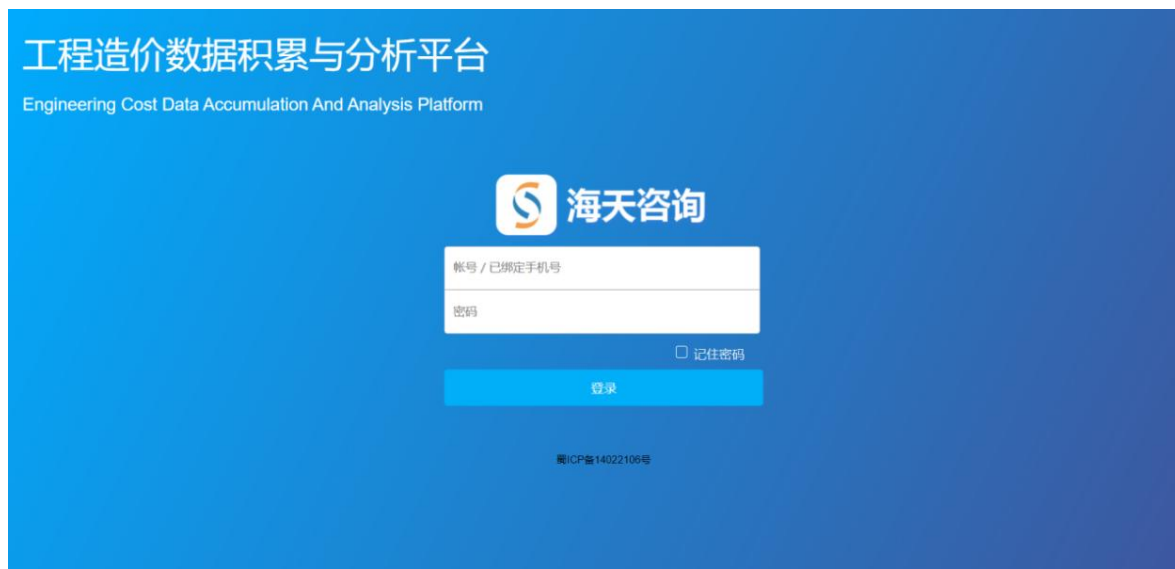 工程造价数据积累与分析平台
Engineering Cost Data Accumulation And Analysis Platform
海天咨询
帐号 / 已绑定手机号
密码
记住密码
登录
蜀ICP备14022106号